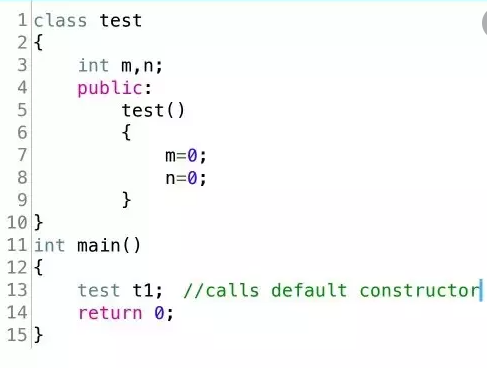 1 class test
2 {
3     int m,n;
4     public:
5         test()
6         {
7             m=0;
8             n=0;
9         }
10 }
11 int main()
12 {
13     test t1;  //calls default constructor
14     return 0;
15 }